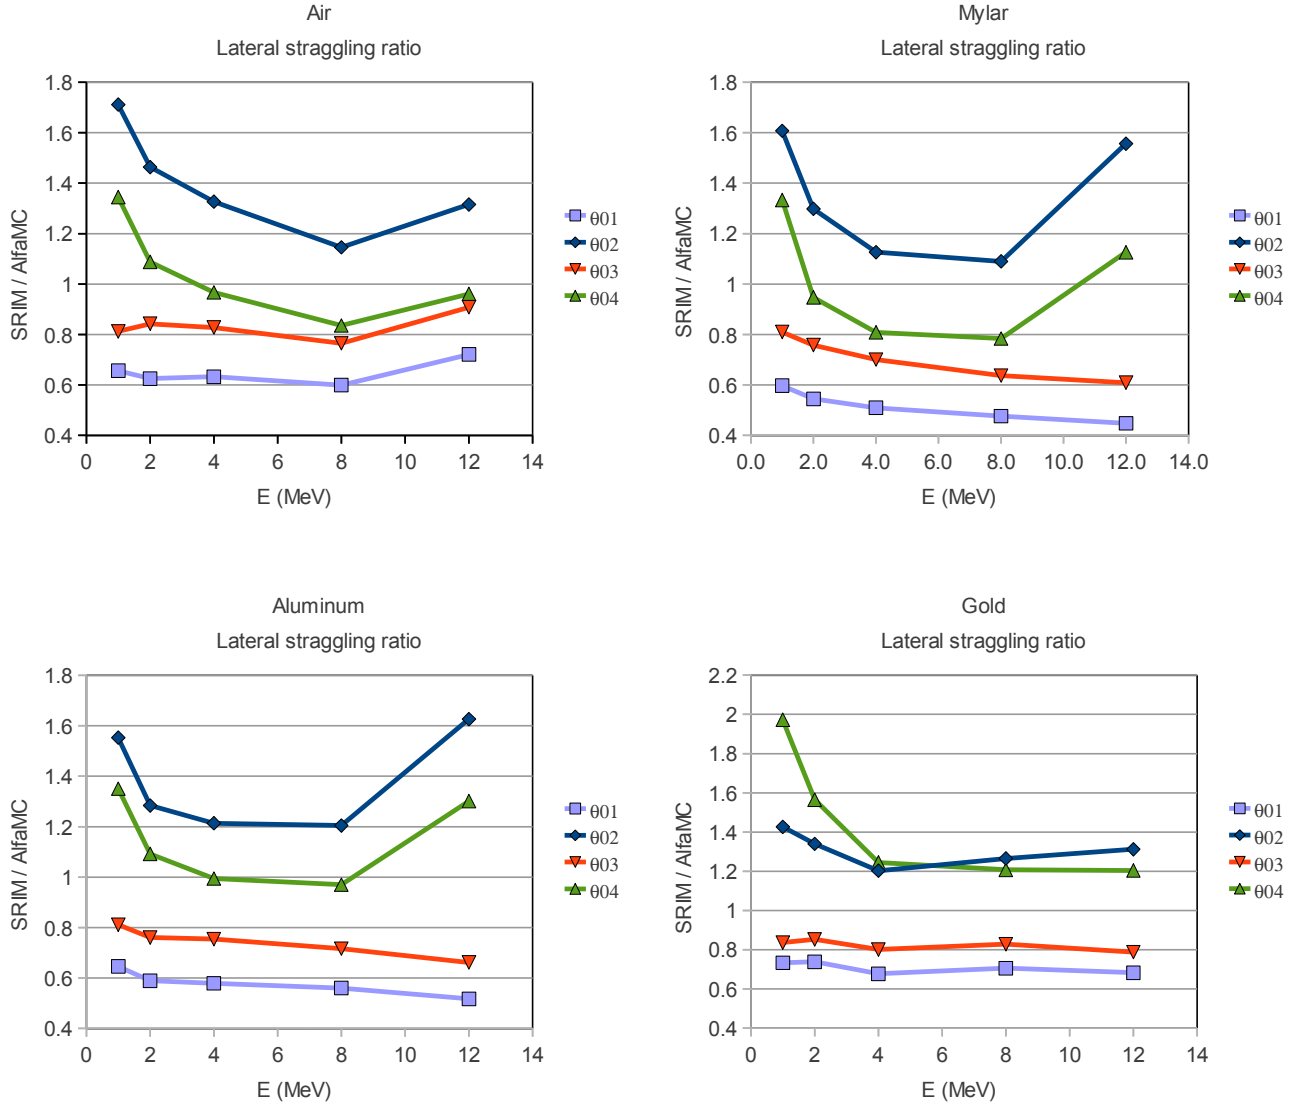 Air
Lateral straggling ratio
SRIM / AlfaMC
1.8
1.6
1.4
1.2
1
0.8
0.6
0.4
0 2 4 6 8 10 12 14
E (MeV)
θ01
θ02
θ03
θ04
Mylar
Lateral straggling ratio
SRIM / AlfaMC
1.8
1.6
1.4
1.2
1
0.8
0.6
0.4
0.0 2.0 4.0 6.0 8.0 10.0 12.0 14.0
E (MeV)
θ01
θ02
θ03
θ04
Aluminum
Lateral straggling ratio
SRIM / AlfaMC
1.8
1.6
1.4
1.2
1
0.8
0.6
0.4
0 2 4 6 8 10 12 14
E (MeV)
θ01
θ02
θ03
θ04
Gold
Lateral straggling ratio
SRIM / AlfaMC
2.2
2
1.8
1.6
1.4
1.2
1
0.8
0.6
0.4
0 2 4 6 8 10 12 14
E (MeV)
θ01
θ02
θ03
θ04